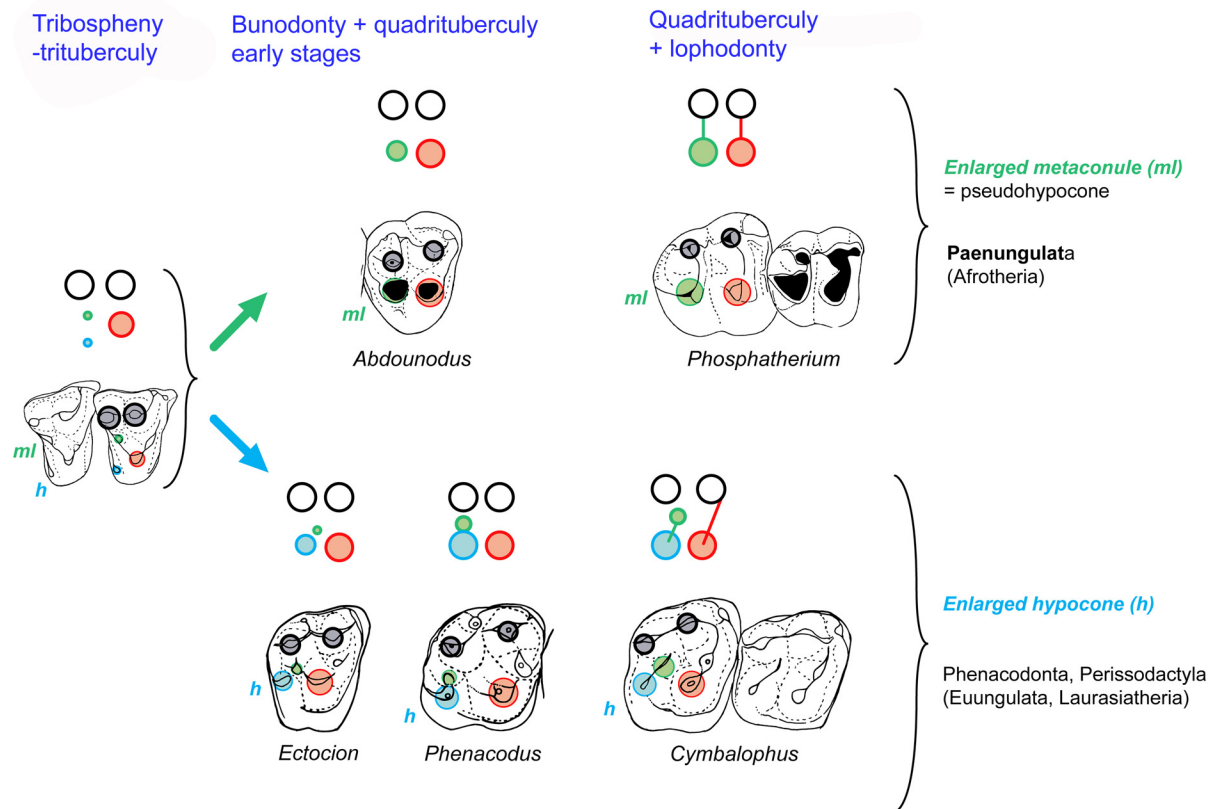 Tribospheny
-trituberculy
Bunodonty + quadrituberculy
early stages
Quadrituberculy
+ lophodonty
Enlarged metaconule (ml)
= pseudohypocone
Paenungulata
(Afrotheria)
ml
Abdounodus
ml
Phosphatherium
ml
h
Enlarged hypocone (h)
Phenacodonta, Perissodactyla
(Euungulata, Laurasiatheria)
h
Ectocion
h
Phenacodus
h
Cymbalophus